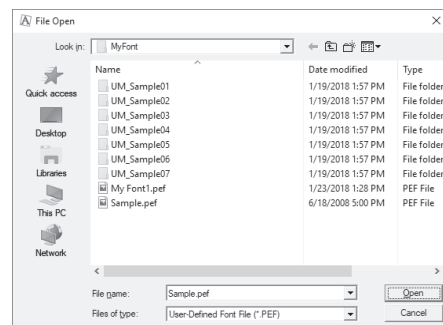 File Open
Look in: MyFont
Name Date modified Type
UM_Sample01 1/19/2018 1:57 PM File folder
UM_Sample02 1/19/2018 1:57 PM File folder
UM_Sample03 1/19/2018 1:57 PM File folder
UM_Sample04 1/19/2018 1:57 PM File folder
UM_Sample05 1/19/2018 1:57 PM File folder
UM_Sample06 1/19/2018 1:57 PM File folder
UM_Sample07 1/19/2018 1:57 PM File folder
My Font1.pef 1/23/2018 1:28 PM PEF File
Sample.pef 6/18/2008 5:00 PM PEF File
Quick access
Desktop
Libraries
This PC
Network
File name: Sample.pef Open
Files of type: User-Defined Font File (*.PEF) Cancel